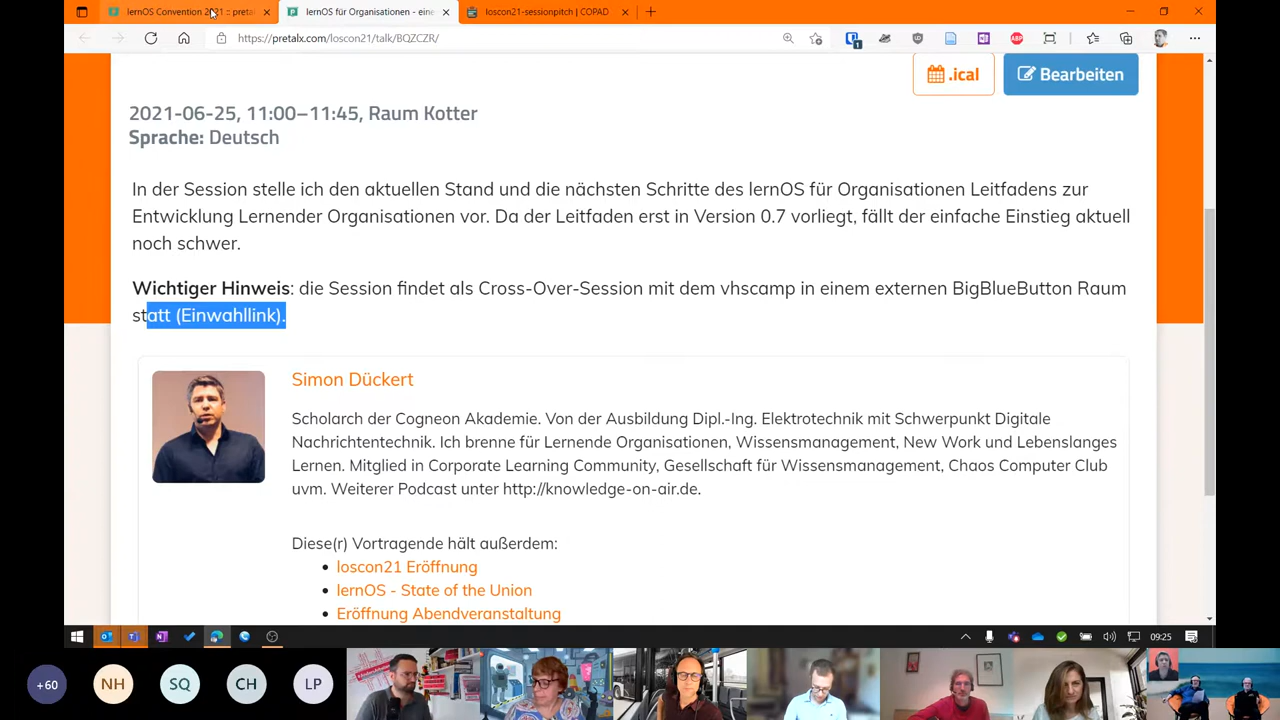 lernOS Convention 2021 :: preta
lernOS für Organisationen - eine
loscon21-sessionpitch | COPAD
https://pretalx.com/loscon21/talk/BQZCZR/
.ical
Bearbeiten
2021-06-25, 11:00–11:45, Raum Kotter
Sprache: Deutsch
In der Session stelle ich den aktuellen Stand und die nächsten Schritte des lernOS für Organisationen Leitfadens zur
Entwicklung Lernender Organisationen vor. Da der Leitfaden erst in Version 0.7 vorliegt, fällt der einfache Einstieg aktuell
noch schwer.
Wichtiger Hinweis: die Session findet als Cross-Over-Session mit dem vhscamp in einem externen BigBlueButton Raum
statt (Einwahllink).
Simon Dückert
Scholarch der Cogneon Akademie. Von der Ausbildung Dipl.-Ing. Elektrotechnik mit Schwerpunkt Digitale
Nachrichtentechnik. Ich brenne für Lernende Organisationen, Wissensmanagement, New Work und Lebenslanges
Lernen. Mitglied in Corporate Learning Community, Gesellschaft für Wissensmanagement, Chaos Computer Club
uvm. Weiterer Podcast unter http://knowledge-on-air.de.
Diese(r) Vortragende hält außerdem:
loscon21 Eröffnung
lernOS - State of the Union
Eröffnung Abendveranstaltung
09:25
+60
NH
SQ
CH
LP